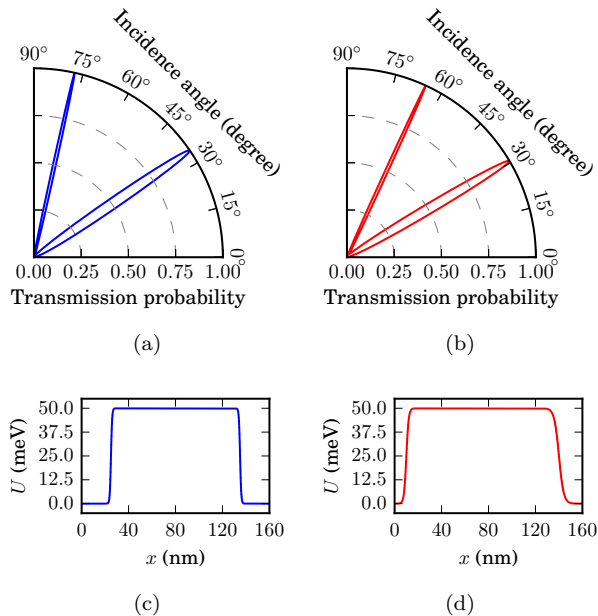 90°
75°
60°
45°
30°
15°
0°
Incidence angle (degree)
0.00 0.25 0.50 0.75 1.00
Transmission probability
(a)
90°
75°
60°
45°
30°
15°
0°
Incidence angle (degree)
0.00 0.25 0.50 0.75 1.00
Transmission probability
(b)
U (meV)
50.0
37.5
25.0
12.5
0.0
0 40 80 120 160
x (nm)
(c)
U (meV)
50.0
37.5
25.0
12.5
0.0
0 40 80 120 160
x (nm)
(d)